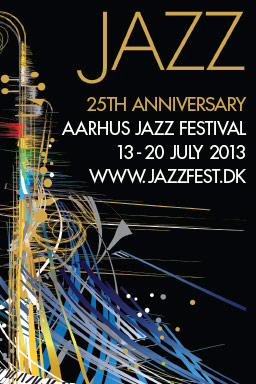 JAZZ
25TH ANNIVERSARY
AARHUS JAZZ FESTIVAL
13 - 20 JULY 2013
WWW.JAZZFEST.DK